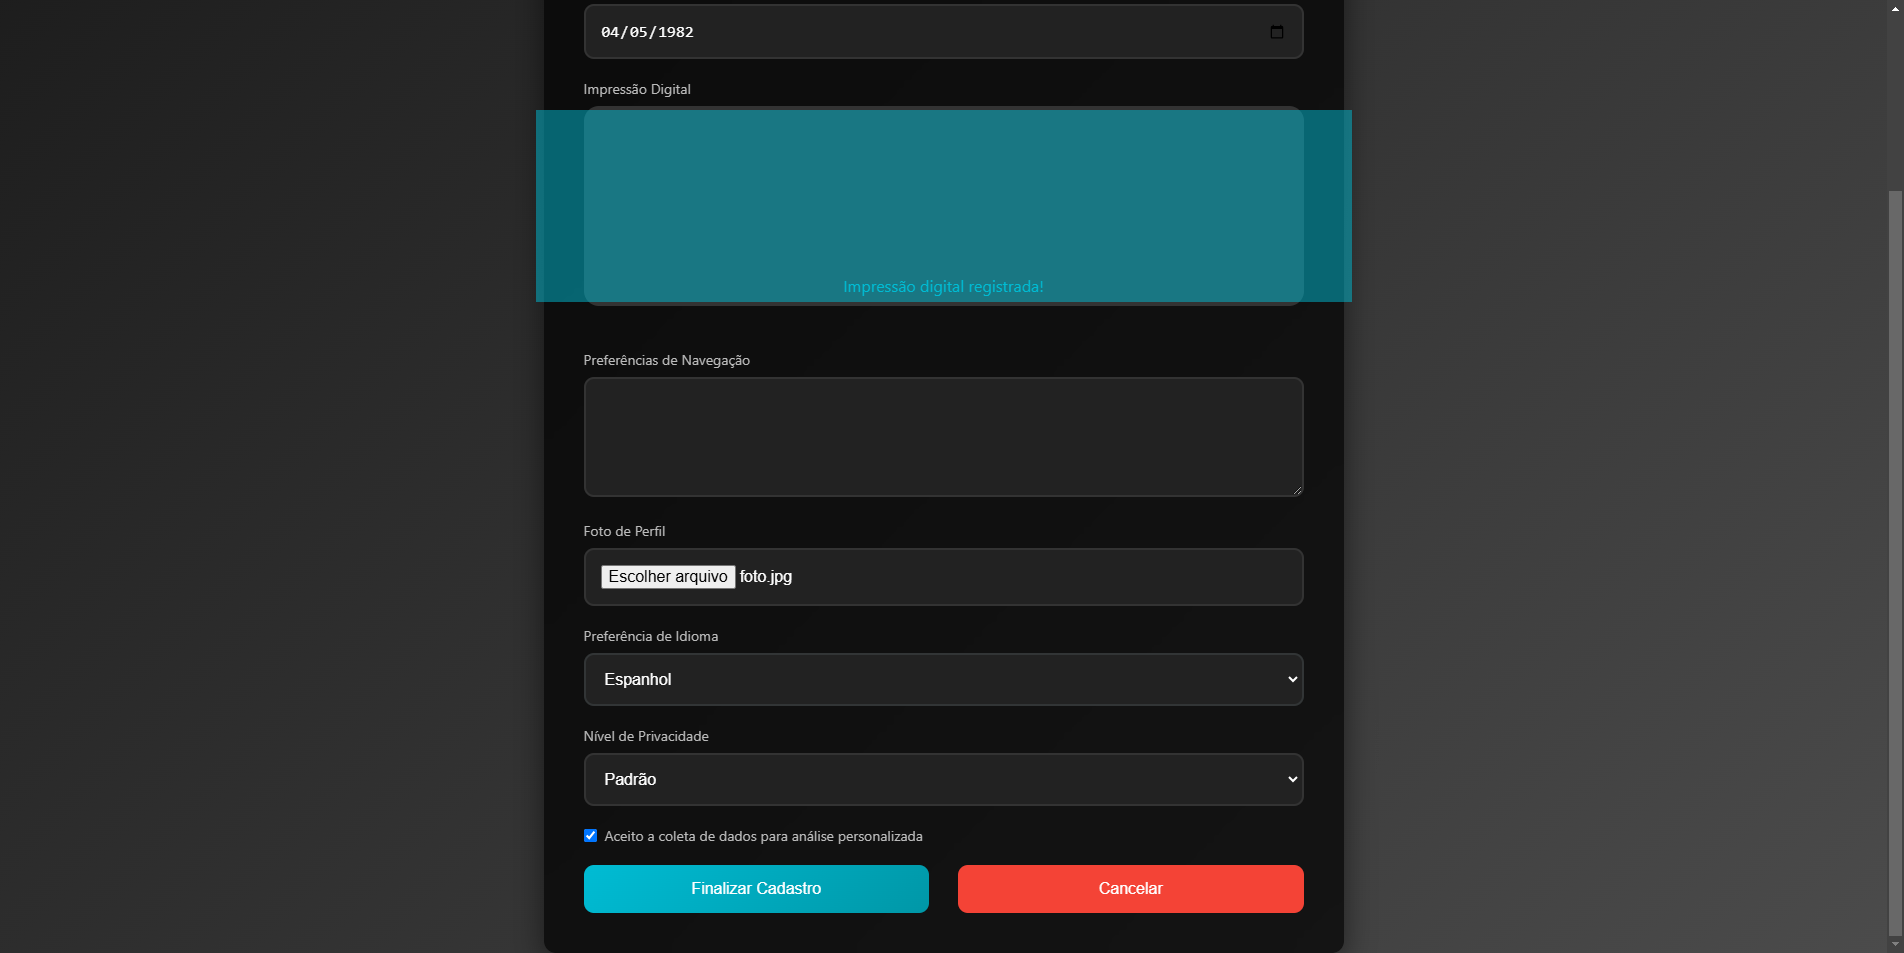 04/05/1982
Impressão Digital
Impressão digital registrada!
Preferências de Navegação
Foto de Perfil
Escolher arquivo foto.jpg
Preferência de Idioma
Espanhol
Nível de Privacidade
Padrão
Aceito a coleta de dados para análise personalizada
Finalizar Cadastro
Cancelar